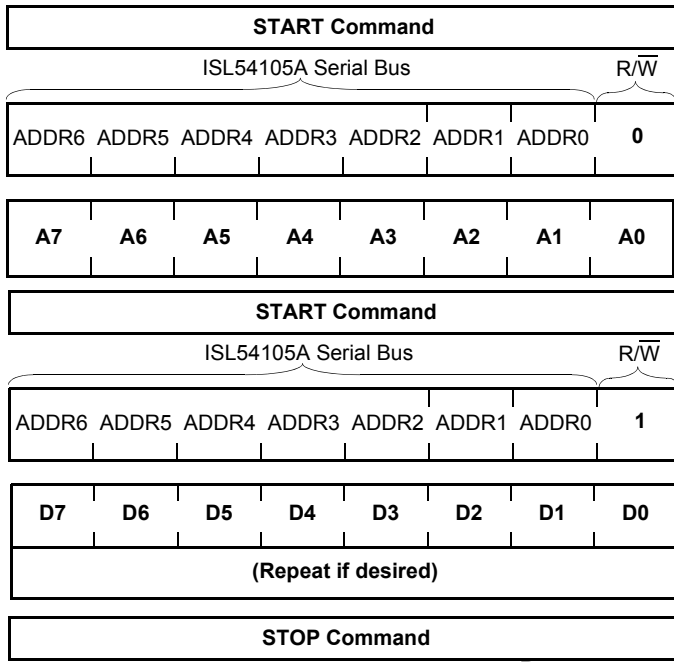 START Command
ISL54105A Serial Bus R/W̅
ADDR6 ADDR5 ADDR4 ADDR3 ADDR2 ADDR1 ADDR0 0
A7 A6 A5 A4 A3 A2 A1 A0
START Command
ISL54105A Serial Bus R/W̅
ADDR6 ADDR5 ADDR4 ADDR3 ADDR2 ADDR1 ADDR0 1
D7 D6 D5 D4 D3 D2 D1 D0
(Repeat if desired)
STOP Command